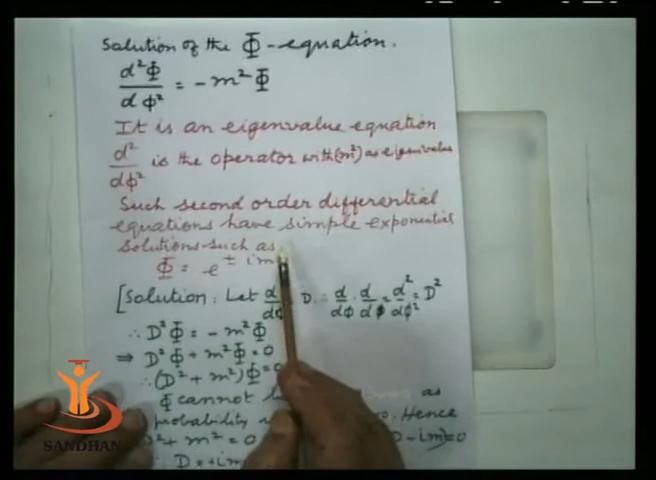 Solution of the Φ-equation.
d²Φ
dϕ² = -m²Φ
It is an eigenvalue equation
d²
dϕ² is the operator with (m²) as eigenvalue
Such second order differential
equations have simple exponential
solutions such as
Φ = e^± im
[Solution: Let d/dϕ D ∴ d/dϕ · d/dϕ = d²/dϕ² = D²
∴ D²Φ = -m²Φ
⇒ D²Φ + m²Φ = 0
∴ (D² + m²)Φ = 0
Φ cannot as
probability Hence
D² + m² = 0 - im) = 0
∴ D = + im
SANDHAN